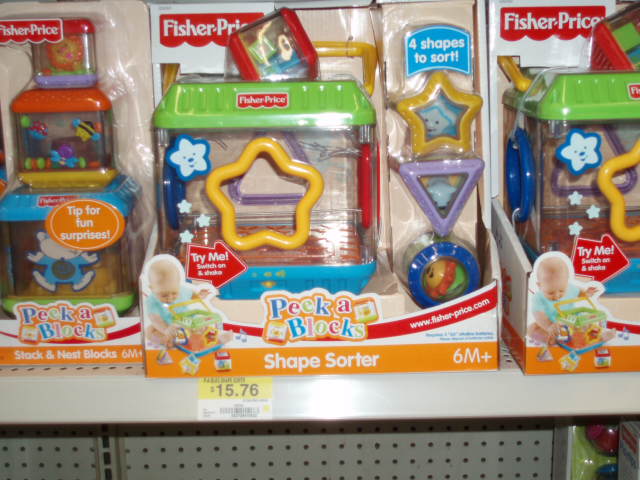 Fisher-Price
Tip for fun
surprises!
Fisher-Price
Peek a
Blocks
Stack & Nest Blocks 6M+
Fisher-Price
4 shapes
to sort!
Fisher-Price
Try Me!
Switch on
& shake
Peek a
Blocks
www.fisher-price.com
Shape Sorter
6M+
$15.76
Fisher-Price
Try Me!
Switch on
& shake